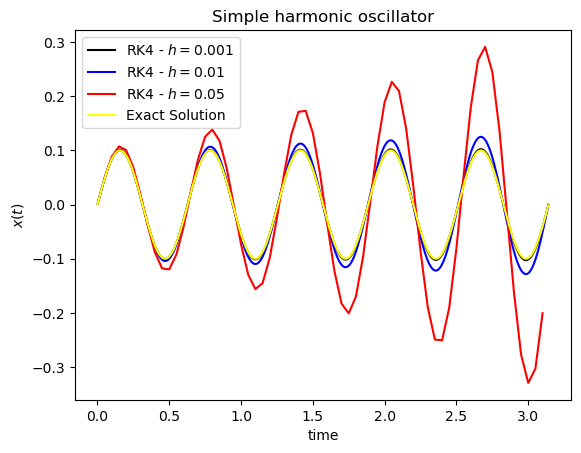 Simple harmonic oscillator
RK4 - h = 0.001
RK4 - h = 0.01
RK4 - h = 0.05
Exact Solution
0.3
0.2
0.1
0.0
−0.1
−0.2
−0.3
x(t)
0.0 0.5 1.0 1.5 2.0 2.5 3.0
time